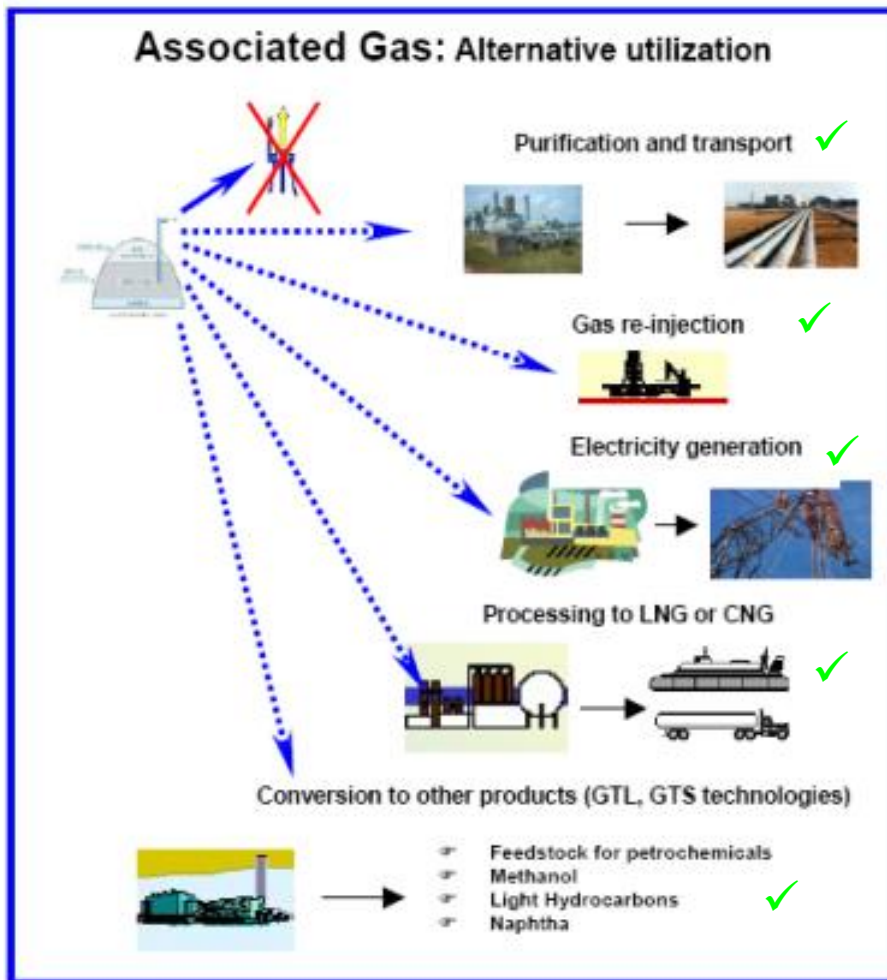 Associated Gas: Alternative utilization
Purification and transport
Gas re-injection
Electricity generation
Processing to LNG or CNG
Conversion to other products (GTL, GTS technologies)
Feedstock for petrochemicals
Methanol
Light Hydrocarbons
Naphtha